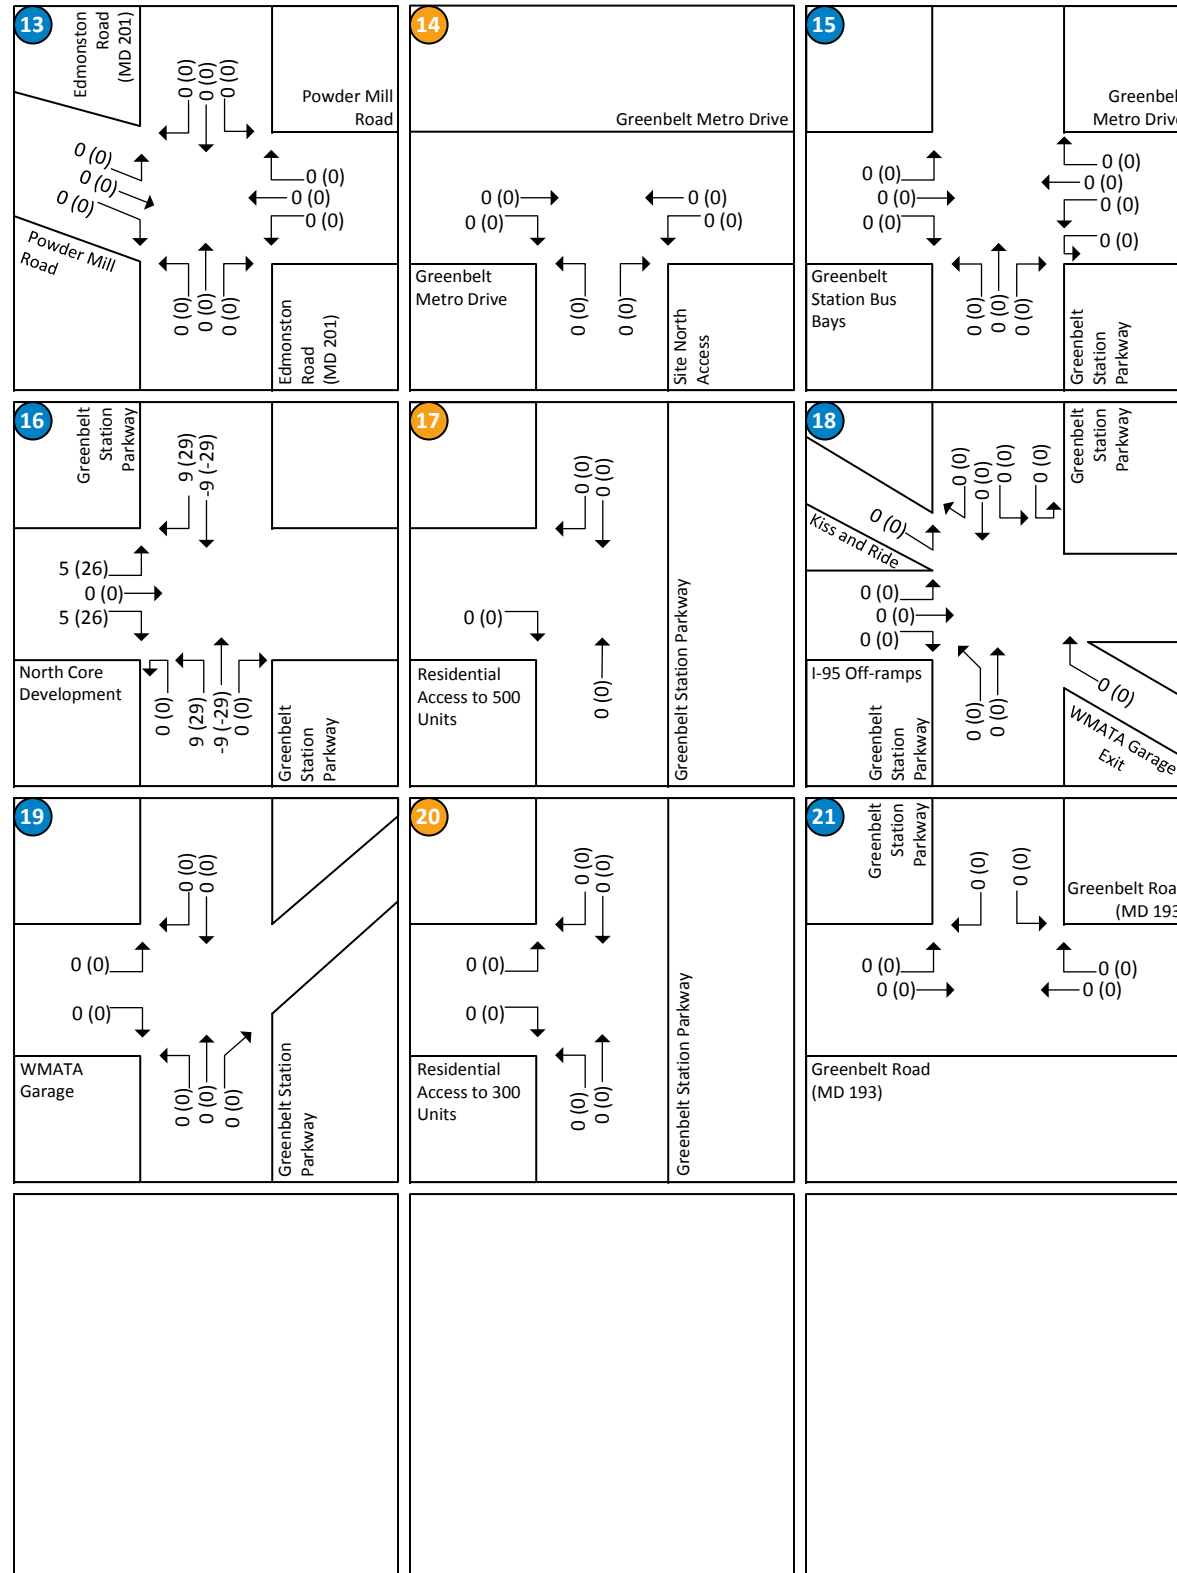 13
Edmonston
Road
(MD 201)
0 (0)
0 (0)
0 (0)
Powder Mill
Road
0 (0)
0 (0)
0 (0)
0 (0)
0 (0)
0 (0)
Powder Mill
Road
0 (0)
0 (0)
0 (0)
Edmonston
Road
(MD 201)
14
Greenbelt Metro Drive
0 (0)
0 (0)
0 (0)
0 (0)
Greenbelt
Metro Drive
0 (0)
0 (0)
Site North
Access
15
Greenbel
Metro Drive
0 (0)
0 (0)
0 (0)
0 (0)
0 (0)
0 (0)
0 (0)
Greenbelt
Station Bus
Bays
0 (0)
0 (0)
0 (0)
Greenbelt
Station
Parkway
16
Greenbelt
Station
Parkway
9 (29)
-9 (-29)
5 (26)
0 (0)
5 (26)
North Core
Development
0 (0)
9 (29)
-9 (-29)
0 (0)
Greenbelt
Station
Parkway
17
0 (0)
0 (0)
0 (0)
Residential
Access to 500
Units
0 (0)
Greenbelt Station Parkway
18
0 (0)
0 (0)
0 (0)
0 (0)
Greenbelt
Station
Parkway
0 (0)
Kiss and Ride
0 (0)
0 (0)
0 (0)
I-95 Off-ramps
Greenbelt
Station
Parkway
0 (0)
0 (0)
0 (0)
WMATA Garage
Exit
19
0 (0)
0 (0)
0 (0)
0 (0)
WMATA
Garage
0 (0)
0 (0)
0 (0)
Greenbelt Station
Parkway
20
0 (0)
0 (0)
0 (0)
0 (0)
Residential
Access to 300
Units
0 (0)
0 (0)
Greenbelt Station Parkway
21
Greenbelt
Station
Parkway
0 (0)
0 (0)
Greenbelt Roa
(MD 193
0 (0)
0 (0)
0 (0)
0 (0)
Greenbelt Road
(MD 193)